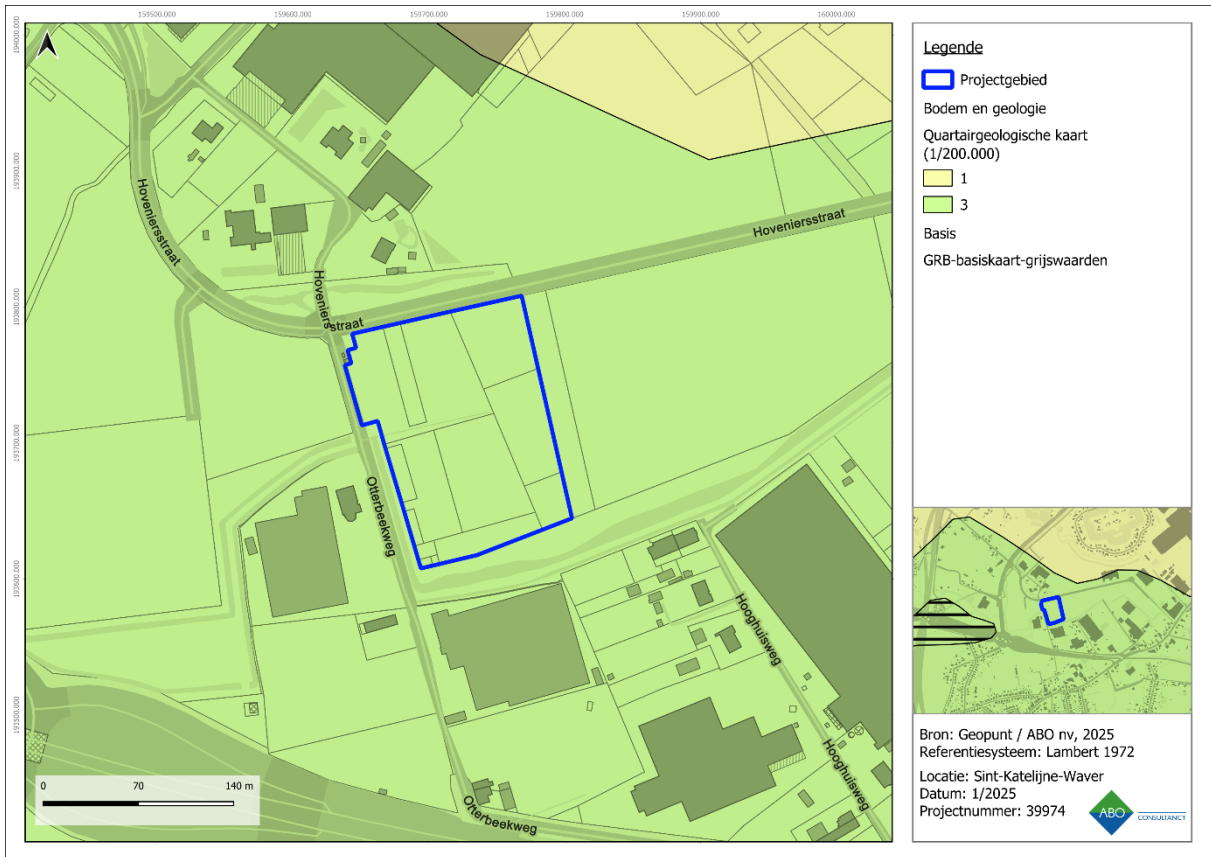 159500.000
159600.000
159700.000
159800.000
159900.000
160000.000
194000.000
193900.000
193800.000
193700.000
193600.000
193500.000
Hoveniersstraat
Hoveniersstraat
Hoveniersstraat
straat
Otterbeekweg
Hooghuisweg
Hooghuisweg
Otterbeekweg
0 70 140 m
Legende
Projectgebied
Bodem en geologie
Quartairgeologische kaart
(1/200.000)
1
3
Basis
GRB-basiskaart-grijswaarden
Bron: Geopunt / ABO nv, 2025
Referentiesysteem: Lambert 1972
Locatie: Sint-Katelijne-Waver
Datum: 1/2025
Projectnummer: 39974
ABO CONSULTANCY